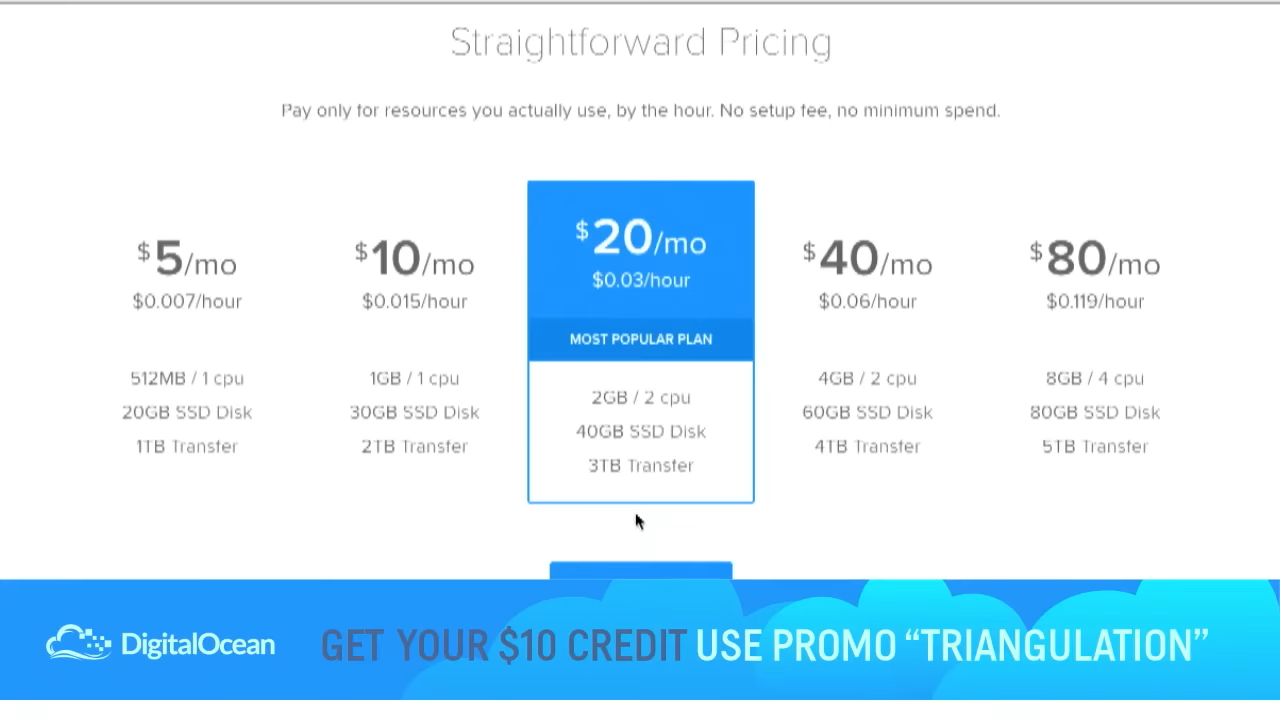 Straightforward Pricing
Pay only for resources you actually use, by the hour. No setup fee, no minimum spend.
$5/mo
$0.007/hour
512MB / 1 cpu
20GB SSD Disk
1TB Transfer
$10/mo
$0.015/hour
1GB / 1 cpu
30GB SSD Disk
2TB Transfer
$20/mo
$0.03/hour
MOST POPULAR PLAN
2GB / 2 cpu
40GB SSD Disk
3TB Transfer
$40/mo
$0.06/hour
4GB / 2 cpu
60GB SSD Disk
4TB Transfer
$80/mo
$0.119/hour
8GB / 4 cpu
80GB SSD Disk
5TB Transfer
DigitalOcean
GET YOUR $10 CREDIT USE PROMO “TRIANGULATION”